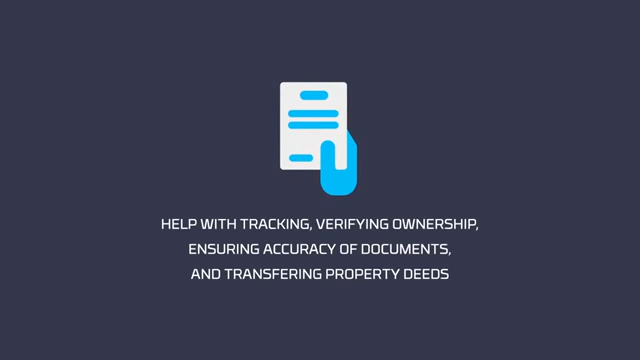 HELP WITH TRACKING, VERIFYING OWNERSHIP,
ENSURING ACCURACY OF DOCUMENTS,
AND TRANSFERING PROPERTY DEEDS